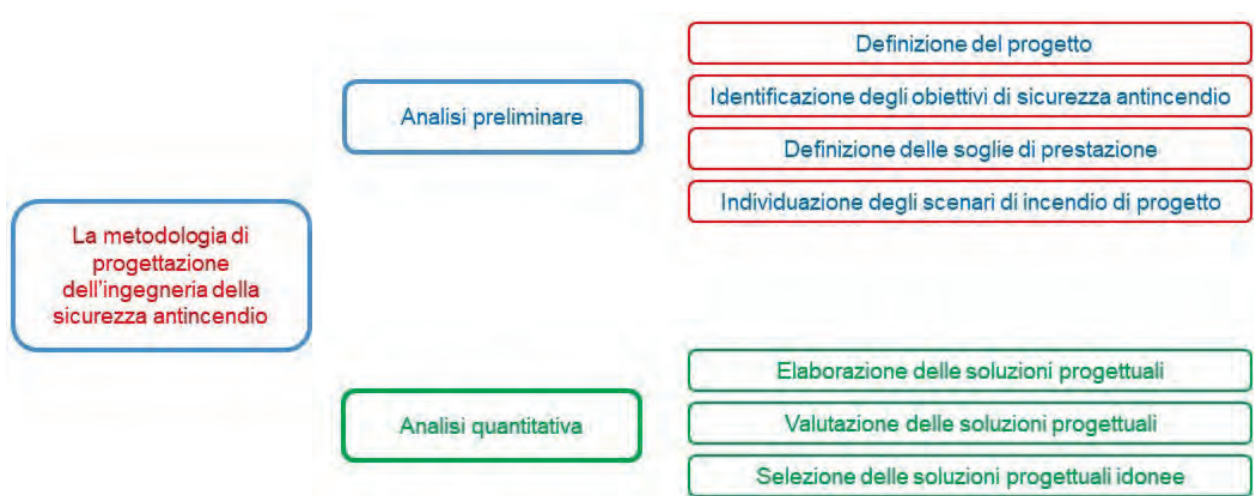 La metodologia di
progettazione
dell'ingegneria della
sicurezza antincendio
Analisi preliminare
Definizione del progetto
Identificazione degli obiettivi di sicurezza antincendio
Definizione delle soglie di prestazione
Individuazione degli scenari di incendio di progetto
Analisi quantitativa
Elaborazione delle soluzioni progettuali
Valutazione delle soluzioni progettuali
Selezione delle soluzioni progettuali idonee